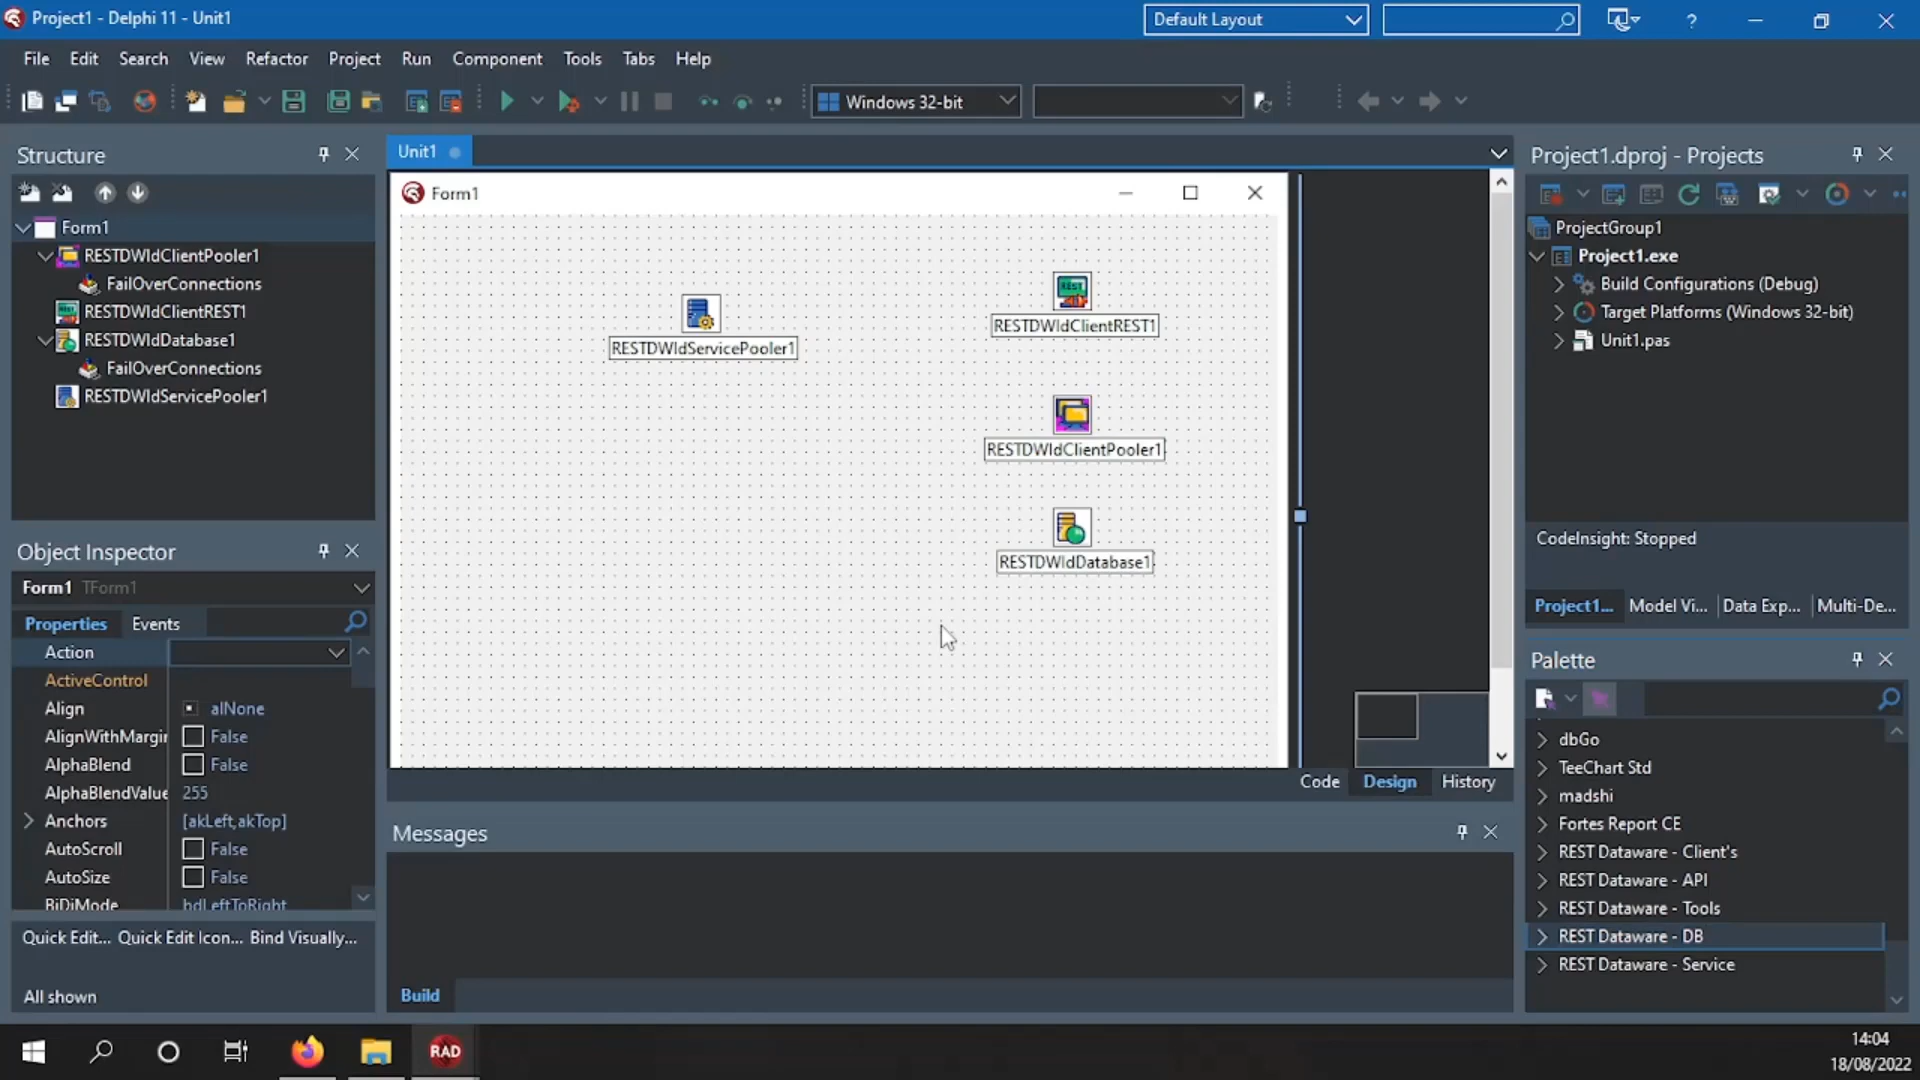 Project1 - Delphi 11 - Unit1
Default Layout
?
File Edit Search View Refactor Project Run Component Tools Tabs Help
Windows 32-bit
Structure
Form1
RESTDWIdClientPooler1
FailOverConnections
RESTDWIdClientREST1
RESTDWIdDatabase1
FailOverConnections
RESTDWIdServicePooler1
Object Inspector
Form1 TForm1
Properties Events
Action
ActiveControl
Align alNone
AlignWithMargin False
AlphaBlend False
AlphaBlendValue 255
Anchors [akLeft,akTop]
AutoScroll False
AutoSize False
BiDiMode bdLeftToRight
Quick Edit... Quick Edit Icon... Bind Visually...
All shown
Unit1
Form1
RESTDWIdServicePooler1
REST
RESTDWIdClientREST1
RESTDWIdClientPooler1
RESTDWIdDatabase1
Code Design History
Messages
Build
Project1.dproj - Projects
ProjectGroup1
Project1.exe
Build Configurations (Debug)
Target Platforms (Windows 32-bit)
Unit1.pas
CodeInsight: Stopped
Project1... Model Vi... Data Exp... Multi-De...
Palette
dbGo
TeeChart Std
madshi
Fortes Report CE
REST Dataware - Client's
REST Dataware - API
REST Dataware - Tools
REST Dataware - DB
REST Dataware - Service
RAD
14:04
18/08/2022